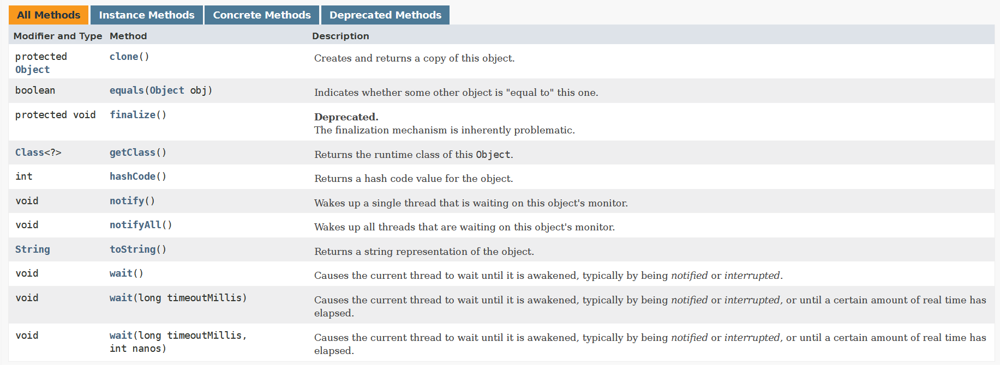 All Methods Instance Methods Concrete Methods Deprecated Methods
Modifier and Type Method Description
protected Object clone() Creates and returns a copy of this object.
boolean equals(Object obj) Indicates whether some other object is "equal to" this one.
protected void finalize() Deprecated.
The finalization mechanism is inherently problematic.
Class<?> getClass() Returns the runtime class of this Object.
int hashCode() Returns a hash code value for the object.
void notify() Wakes up a single thread that is waiting on this object's monitor.
void notifyAll() Wakes up all threads that are waiting on this object's monitor.
String toString() Returns a string representation of the object.
void wait() Causes the current thread to wait until it is awakened, typically by being notified or interrupted.
void wait(long timeoutMillis) Causes the current thread to wait until it is awakened, typically by being notified or interrupted, or until a certain amount of real time has
elapsed.
void wait(long timeoutMillis, int nanos) Causes the current thread to wait until it is awakened, typically by being notified or interrupted, or until a certain amount of real time has
elapsed.